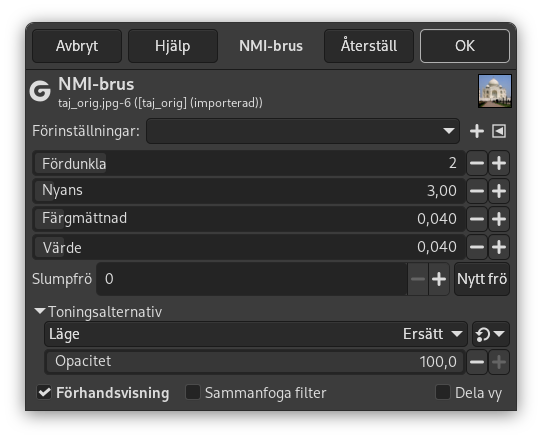 Avbryt Hjälp NMI-brus Återställ OK
NMI-brus
taj_orig.jpg-6 ([taj_orig] (importerad))
Förinställningar:
Fördunkla 2
Nyans 3,00
Färgmättnad 0,040
Värde 0,040
Slumpfrö 0 Nytt frö
Toningsalternativ
Läge Ersätt
Opacitet 100,0
Förhandsvisning Sammanfoga filter Dela vy